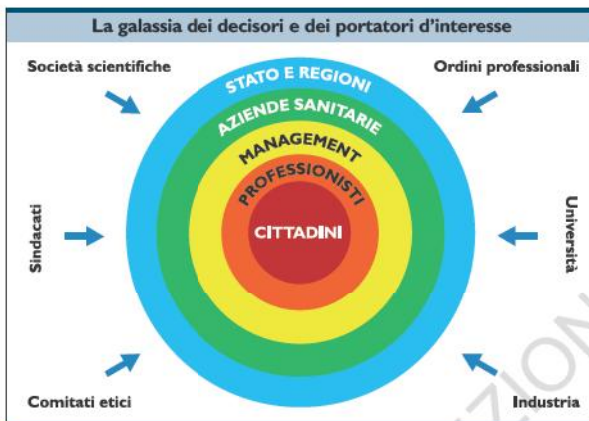 La galassia dei decisori e dei portatori d'interesse
Società scientifiche
Ordini professionali
STATO E REGIONI
AZIENDE SANITARIE
MANAGEMENT
PROFESSIONISTI
CITTADINI
Sindacati
Università
Comitati etici
Industria